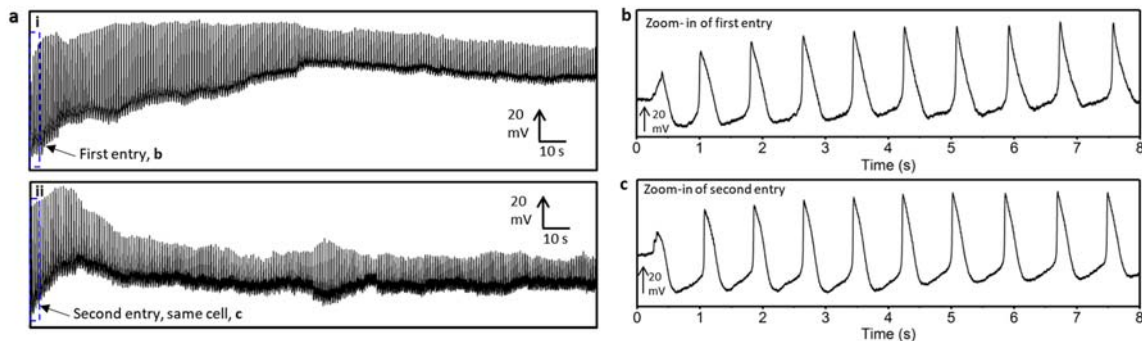 a
i
First entry, b
20
mV
10 s
ii
Second entry, same cell, c
20
mV
10 s
b
Zoom- in of first entry
20
mV
0 1 2 3 4 5 6 7 8
Time (s)
c
Zoom-in of second entry
20
mV
0 1 2 3 4 5 6 7 8
Time (s)